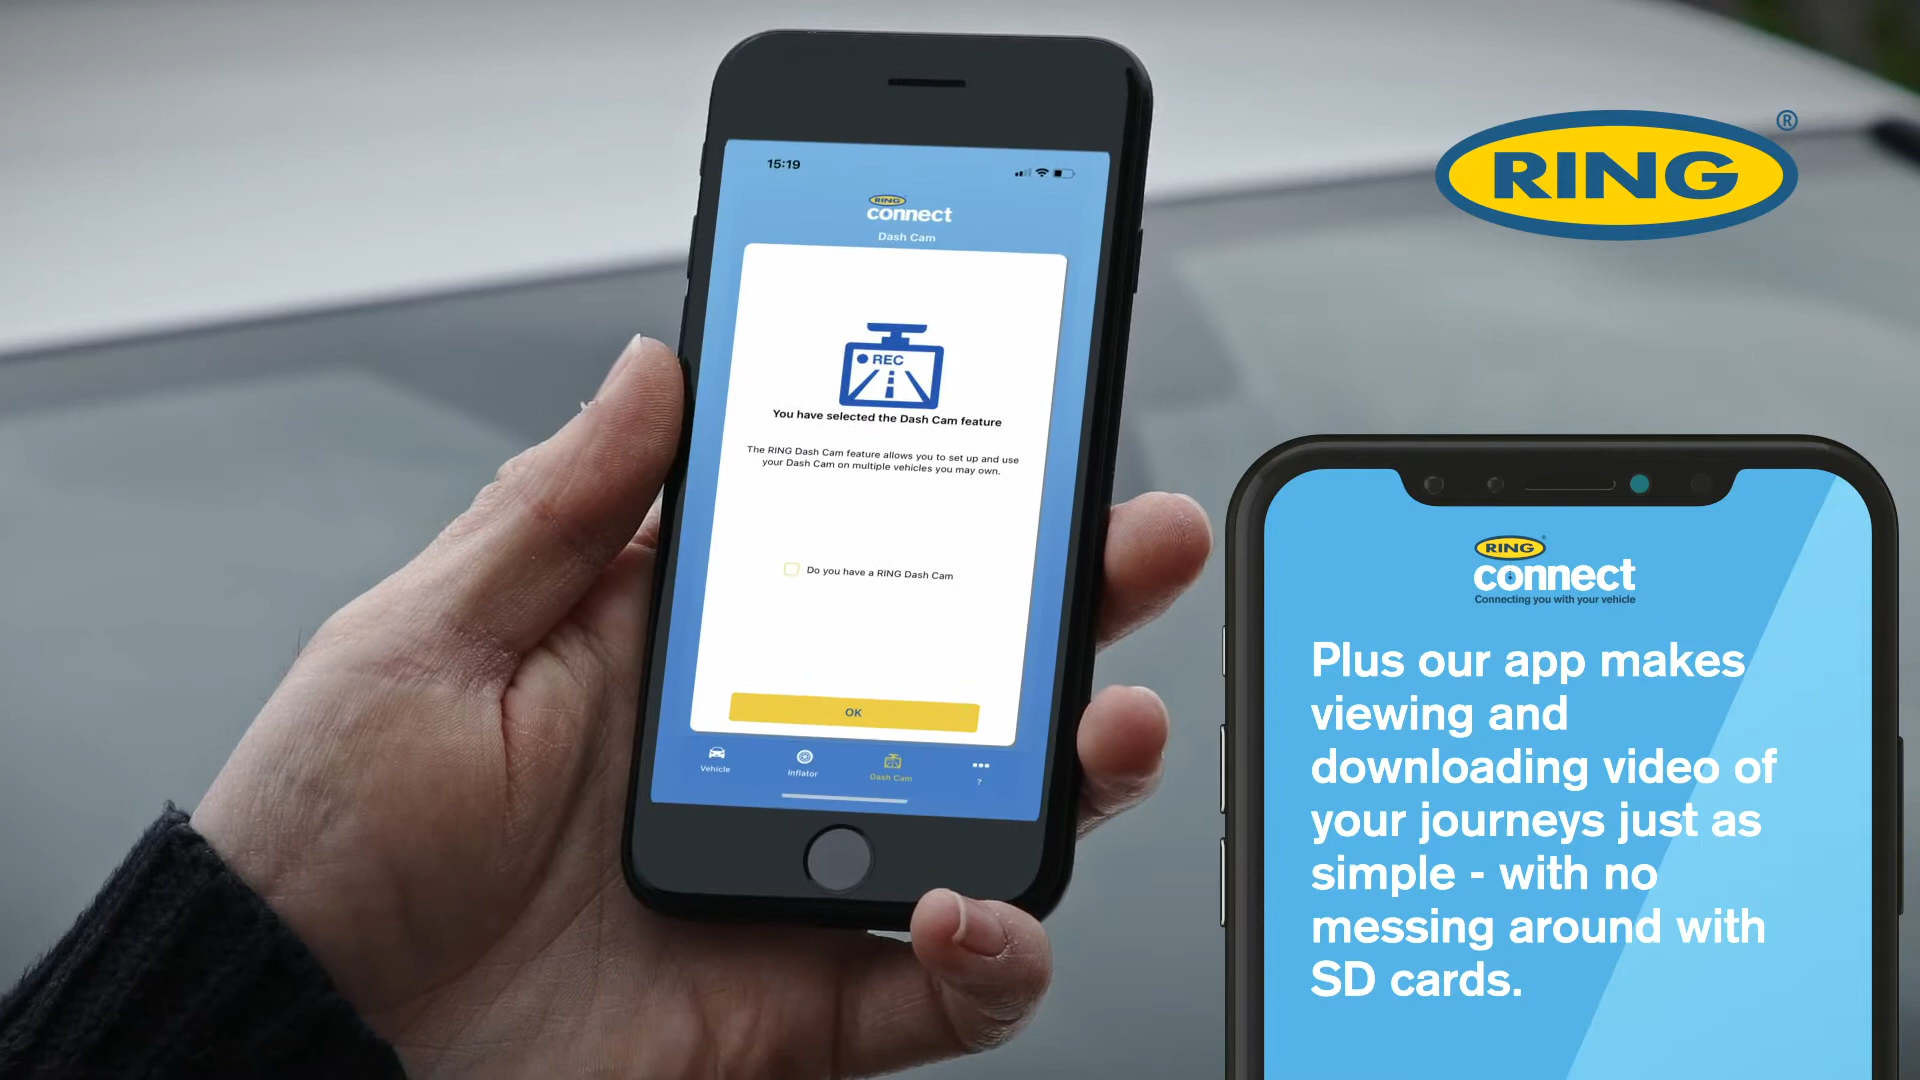 15:19
RING
connect
Dash Cam
REC
You have selected the Dash Cam feature
The RING Dash Cam feature allows you to set up and use
your Dash Cam on multiple vehicles you may own.
Do you have a RING Dash Cam
OK
Vehicle
Inflator
Dash Cam
?
RING®
RING
connect
Connecting you with your vehicle
Plus our app makes
viewing and
downloading video of
your journeys just as
simple - with no
messing around with
SD cards.